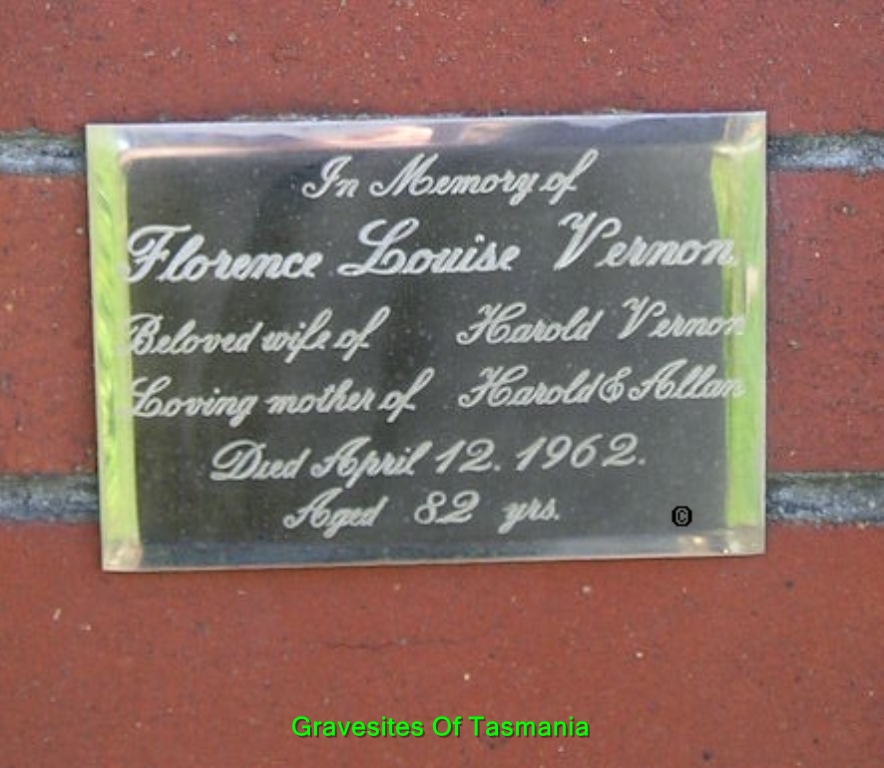 In Memory of
Florence Louise Vernon.
Beloved wife of Harold Vernon
Loving mother of Harold & Allan
Died April 12. 1962.
Aged 82 yrs.
©
Gravesites Of Tasmania